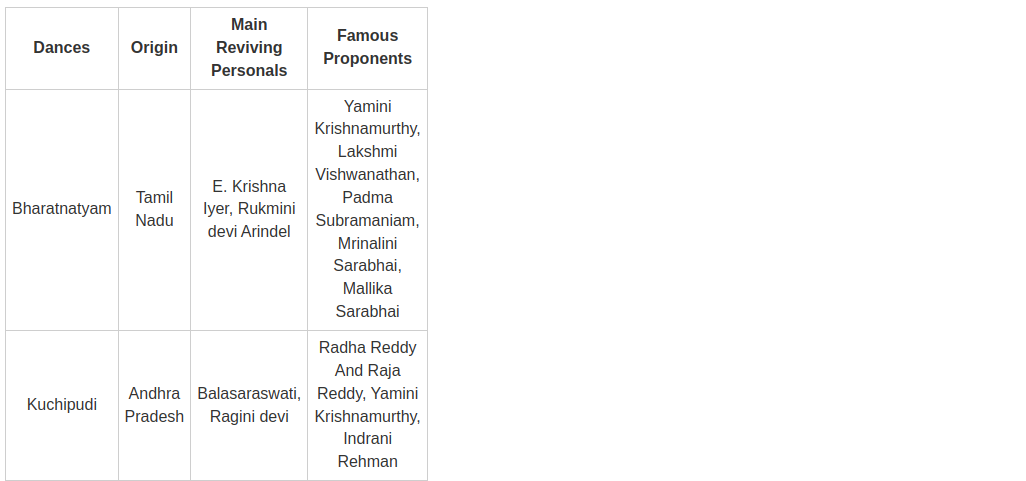 Dances
Origin
Main
Reviving
Personals
Famous
Proponents
Bharatnatyam
Tamil
Nadu
E. Krishna
Iyer, Rukmini
devi Arindel
Yamini
Krishnamurthy,
Lakshmi
Vishwanathan,
Padma
Subramaniam,
Mrinalini
Sarabhai,
Mallika
Sarabhai
Kuchipudi
Andhra
Pradesh
Balasaraswati,
Ragini devi
Radha Reddy
And Raja
Reddy, Yamini
Krishnamurthy,
Indrani
Rehman